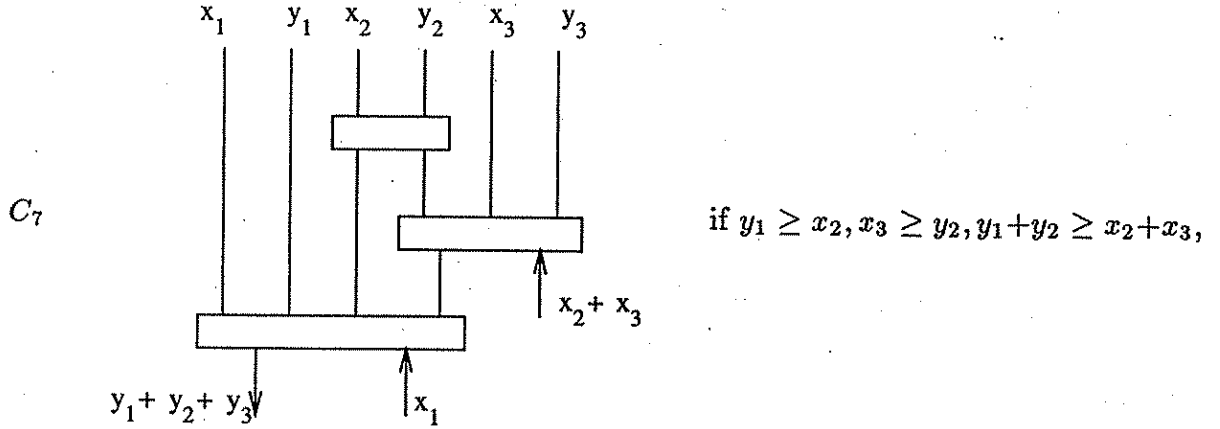 x₁ y₁ x₂ y₂ x₃ y₃
C₇
if y₁ ≥ x₂, x₃ ≥ y₂, y₁+y₂ ≥ x₂+x₃,
x₂+ x₃
y₁+ y₂+ y₃
x₁